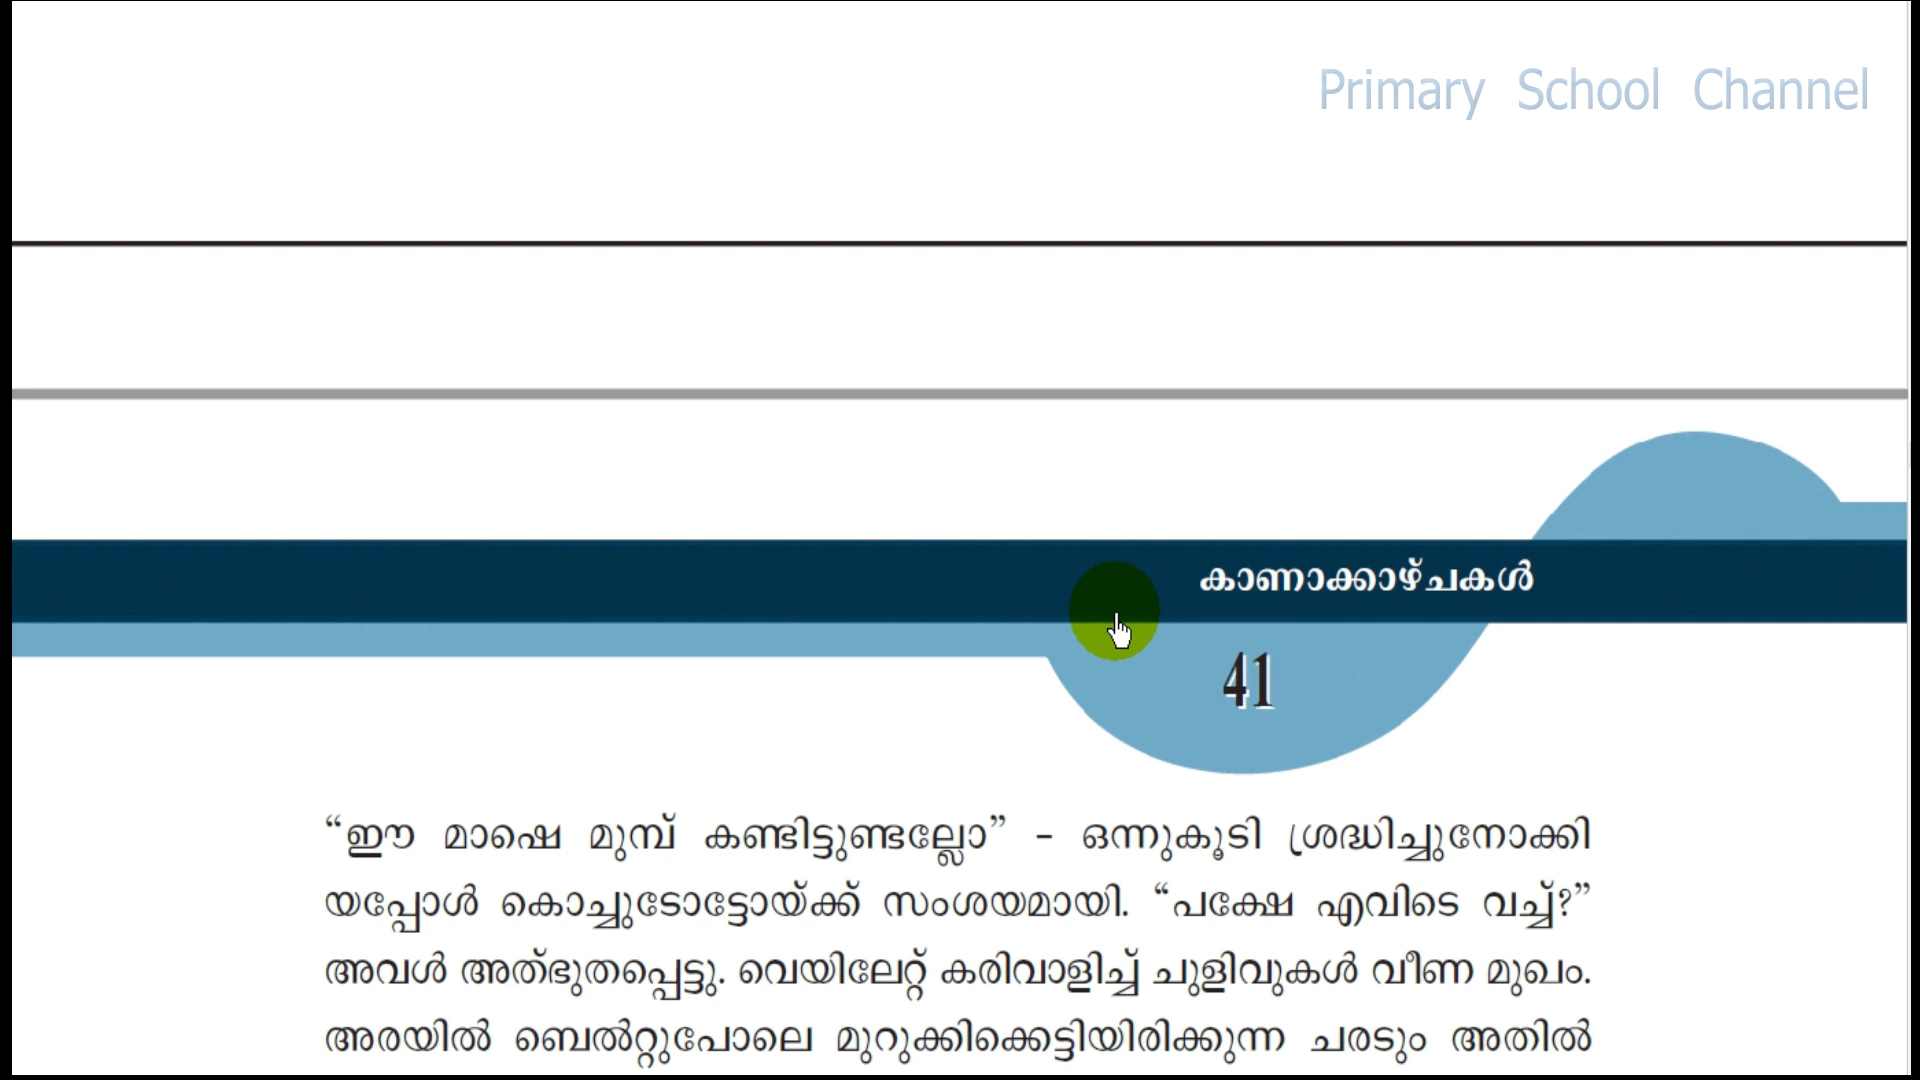 Primary School Channel
കാണാക്കാഴ്ചകൾ
41
“ഈ മാഷെ മുമ്പ് കണ്ടിട്ടുണ്ടല്ലോ” – ഒന്നുകൂടി ശ്രദ്ധിച്ചുനോക്കി
യപ്പോൾ കൊച്ചുടോട്ടോയ്ക്ക് സംശയമായി. “പക്ഷേ എവിടെ വച്ച്?”
അവൾ അത്ഭുതപ്പെട്ടു. വെയിലേറ്റ് കരിവാളിച്ച് ചുളിവുകൾ വീണ മുഖം.
അരയിൽ ബെൽറ്റുപോലെ മുറുക്കിക്കെട്ടിയിരിക്കുന്ന ചരടും അതിൽ